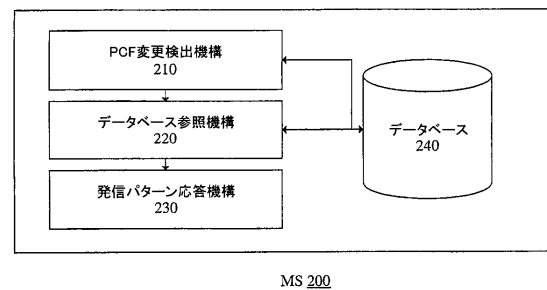 PCF変更検出機構
210
データベース参照機構
220
発信パターン応答機構
230
データベース
240
MS 200